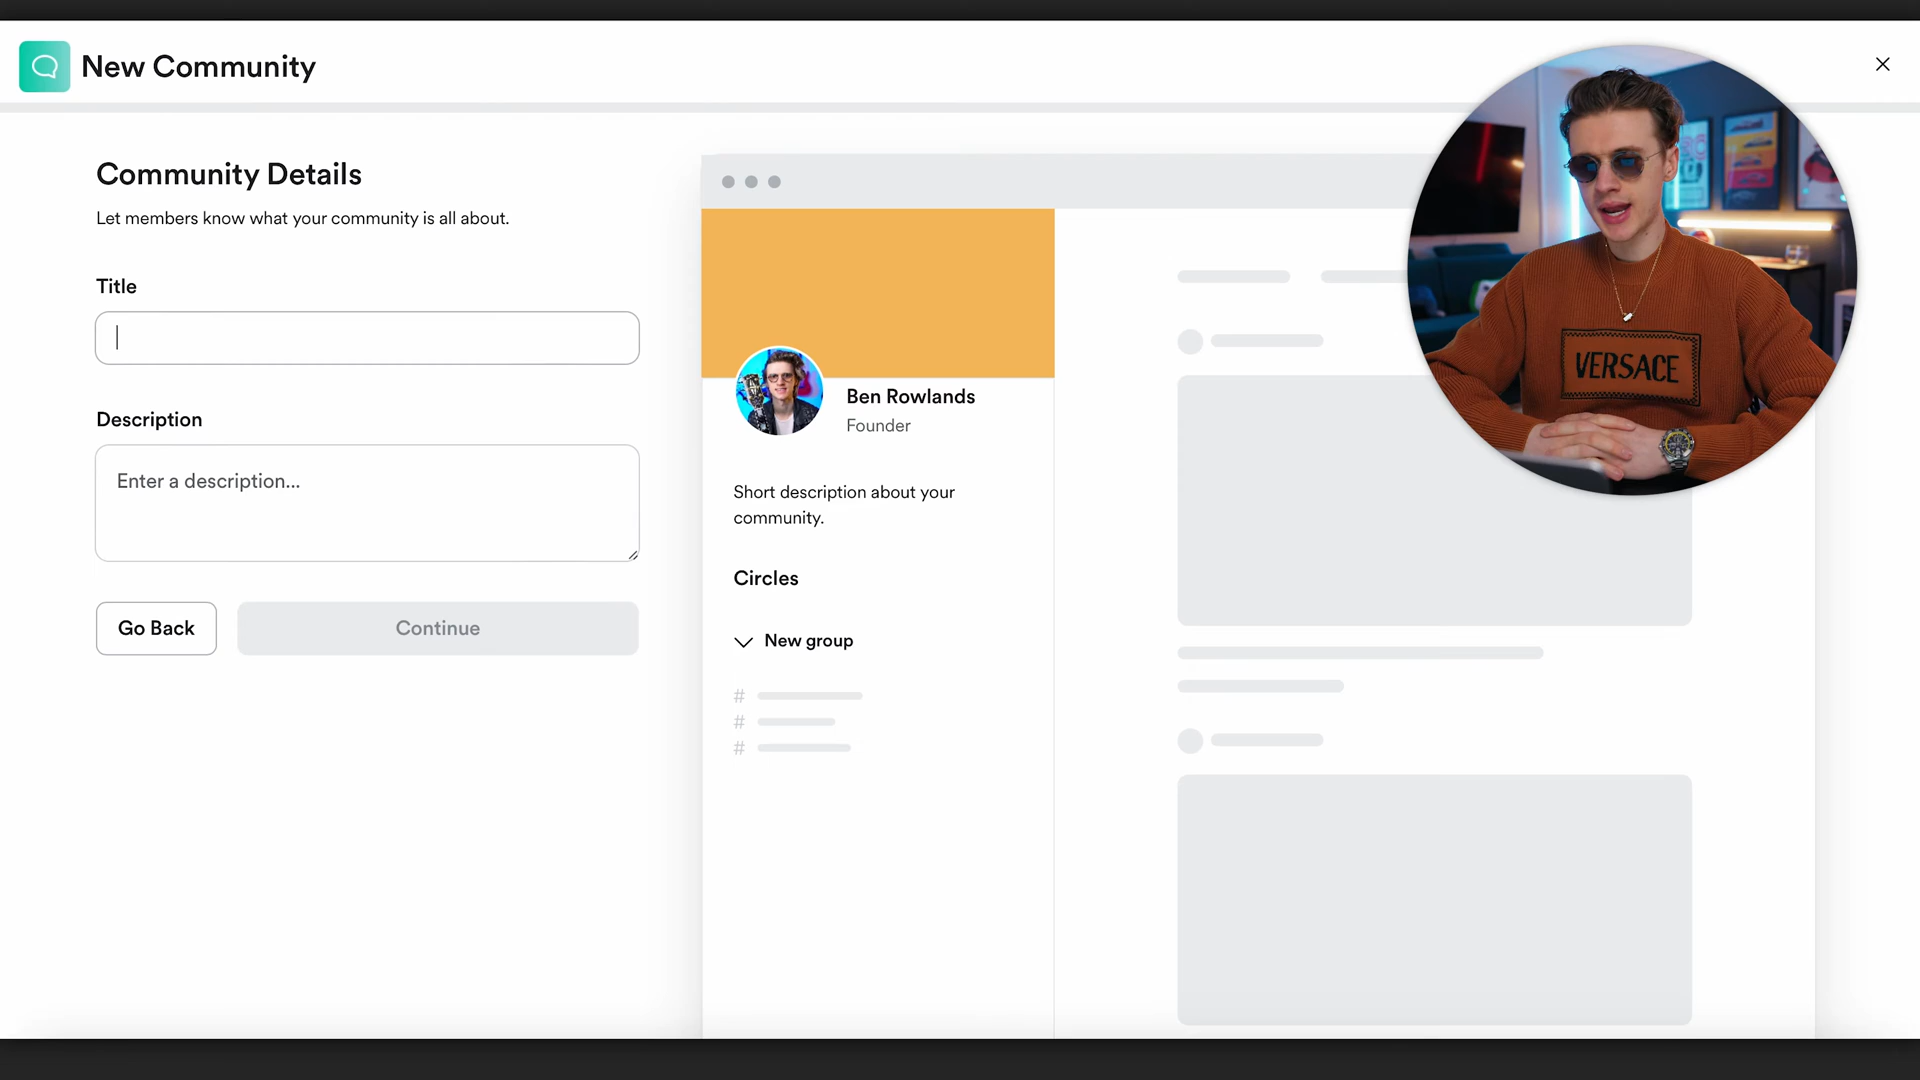 New Community
Community Details
Let members know what your community is all about.
Title
Description
Enter a description...
Go Back
Continue
Ben Rowlands
Founder
Short description about your
community.
Circles
New group
#
#
#
VERSACE